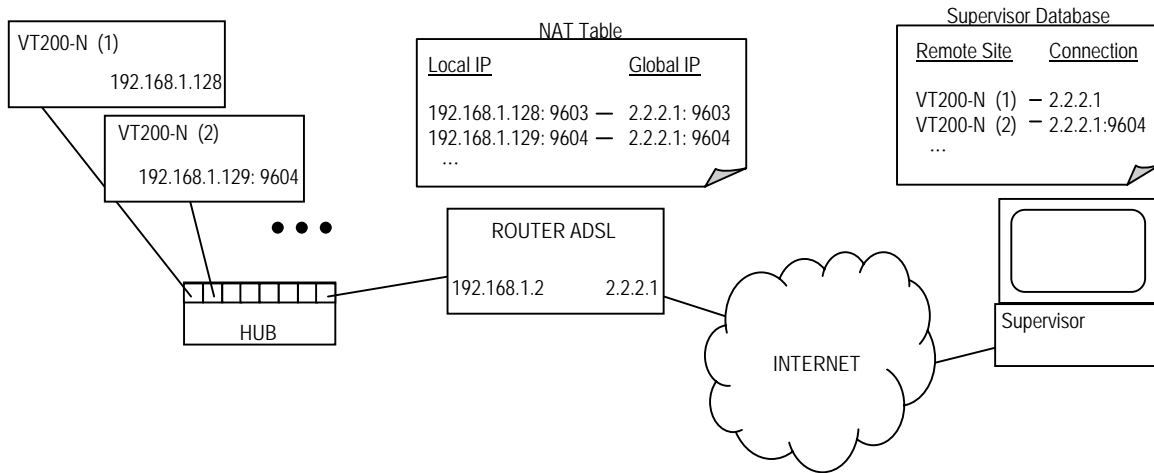 VT200-N (1)
192.168.1.128
VT200-N (2)
192.168.1.129: 9604
● ● ●
HUB
NAT Table
Local IP Global IP
192.168.1.128: 9603 — 2.2.2.1: 9603
192.168.1.129: 9604 — 2.2.2.1: 9604
...
ROUTER ADSL
192.168.1.2 2.2.2.1
INTERNET
Supervisor Database
Remote Site Connection
VT200-N (1) — 2.2.2.1
VT200-N (2) — 2.2.2.1:9604
...
Supervisor